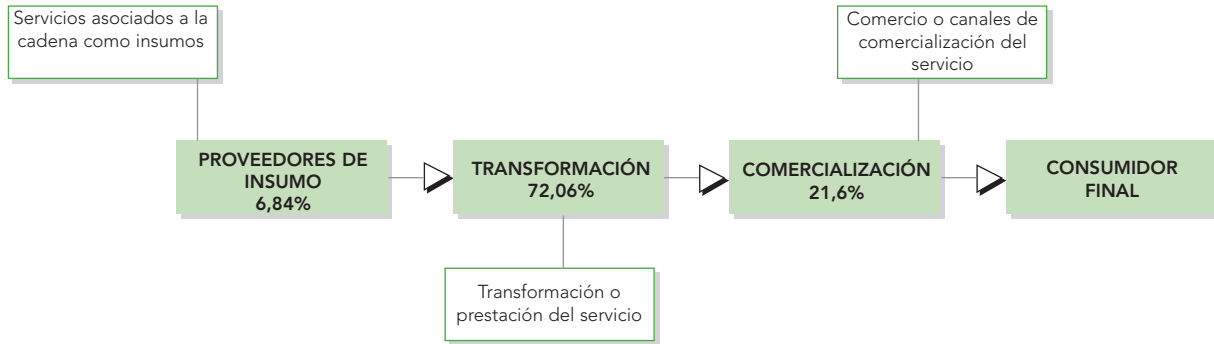 Servicios asociados a la
cadena como insumos
Comercio o canales de
comercialización del
servicio
PROVEEDORES DE
INSUMO
6,84%
TRANSFORMACIÓN
72,06%
COMERCIALIZACIÓN
21,6%
CONSUMIDOR
FINAL
Transformación o
prestación del servicio